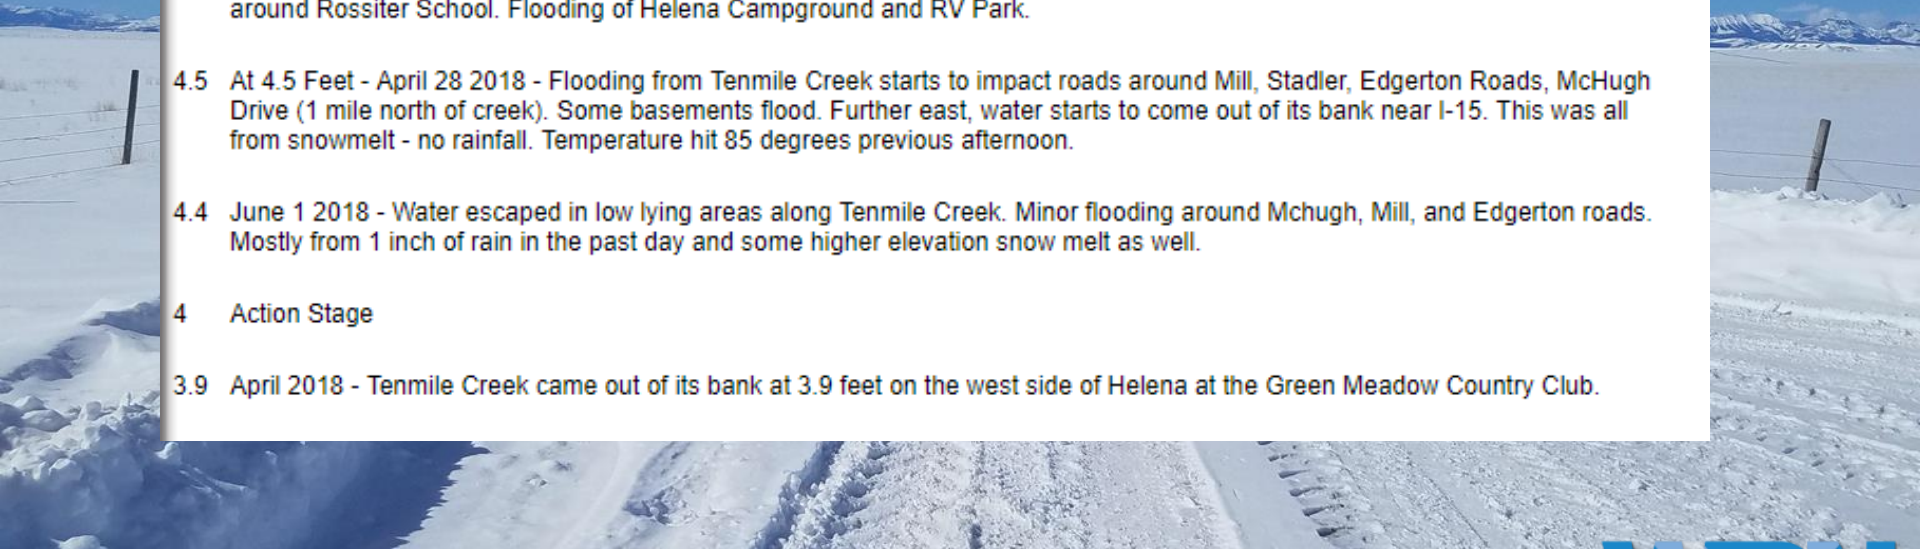 around Rossiter School. Flooding of Helena Campground and RV Park.
4.5 At 4.5 Feet - April 28 2018 - Flooding from Tenmile Creek starts to impact roads around Mill, Stadler, Edgerton Roads, McHugh
Drive (1 mile north of creek). Some basements flood. Further east, water starts to come out of its bank near I-15. This was all
from snowmelt - no rainfall. Temperature hit 85 degrees previous afternoon.
4.4 June 1 2018 - Water escaped in low lying areas along Tenmile Creek. Minor flooding around Mchugh, Mill, and Edgerton roads.
Mostly from 1 inch of rain in the past day and some higher elevation snow melt as well.
4 Action Stage
3.9 April 2018 - Tenmile Creek came out of its bank at 3.9 feet on the west side of Helena at the Green Meadow Country Club.